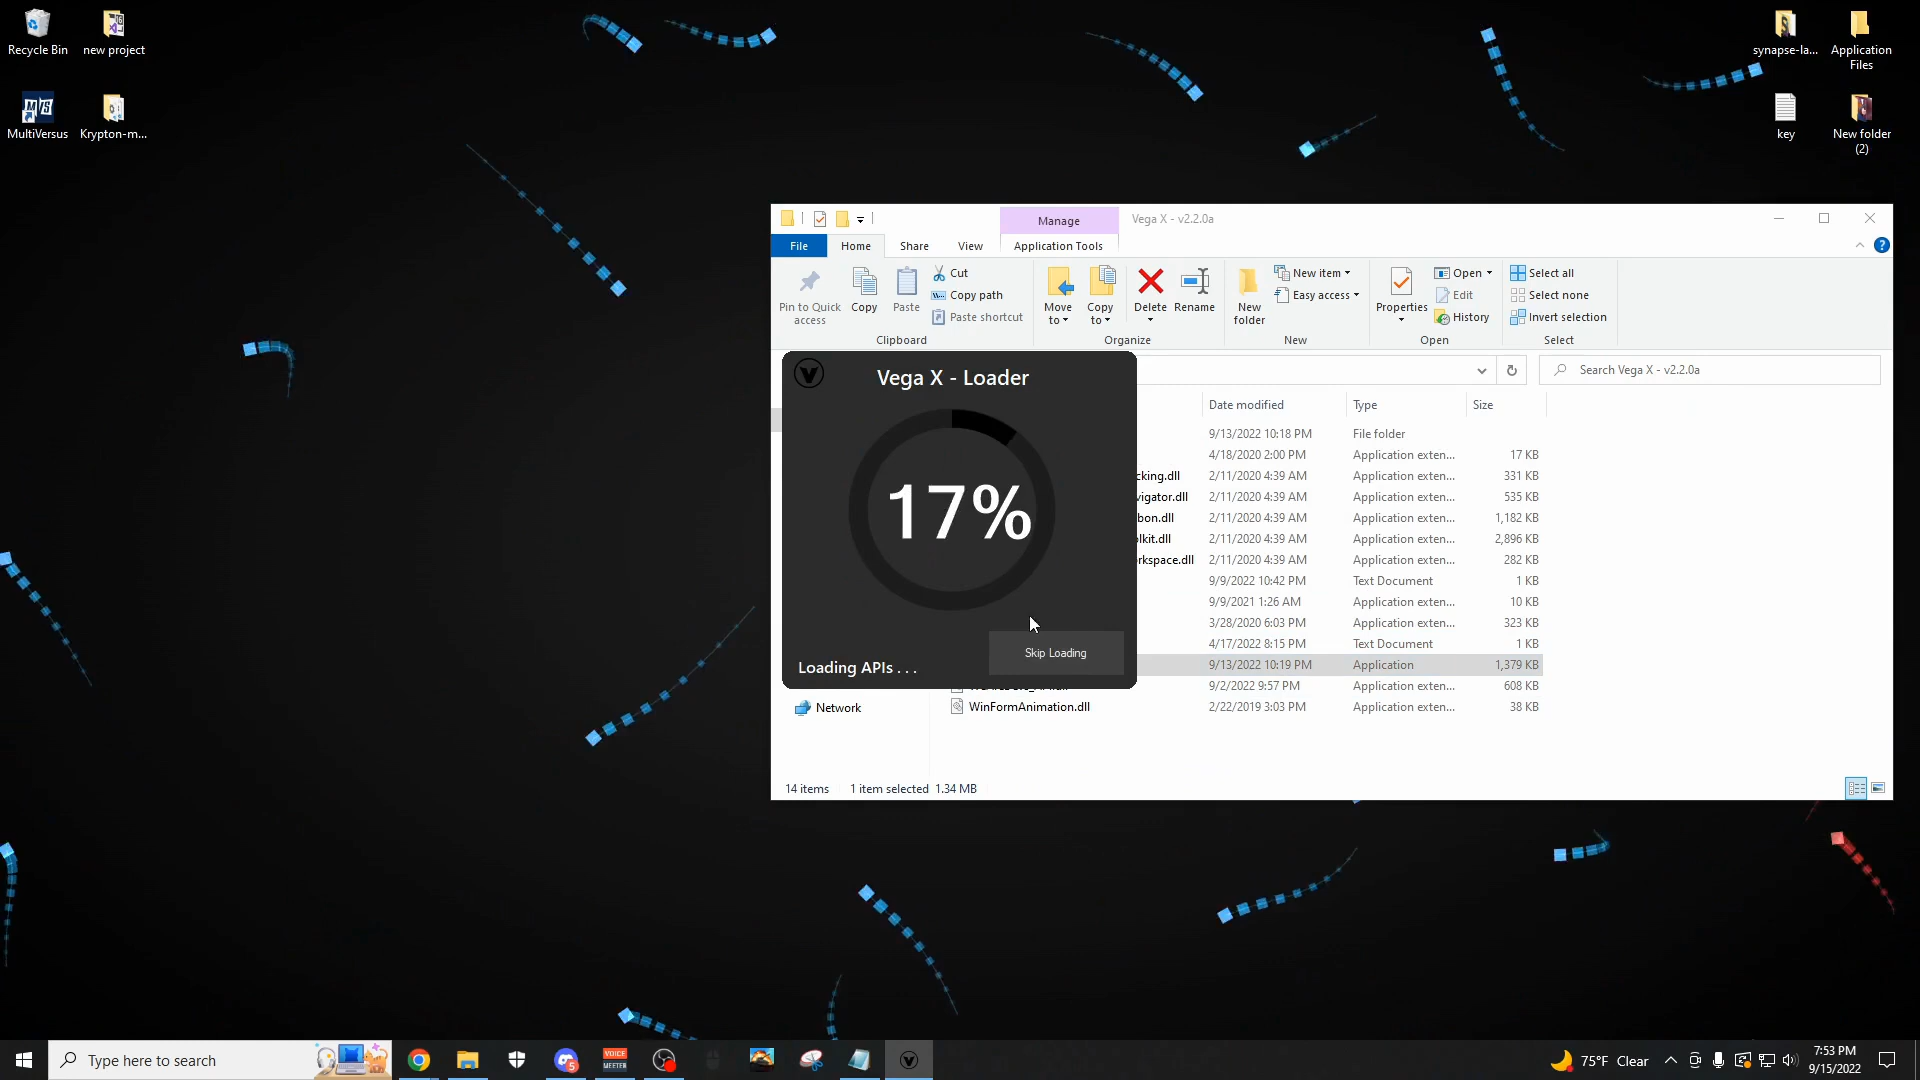 Recycle Bin
new project
MultiVersus
Krypton-m...
synapse-la...
Application
Files
key
New folder
(2)
Manage
Vega X - v2.2.0a
File
Home
Share
View
Application Tools
Pin to Quick
access
Copy
Paste
Cut
Copy path
Paste shortcut
Clipboard
Move
to
Copy
to
Delete
Rename
Organize
New
folder
New item
Easy access
New
Properties
Open
Edit
History
Open
Select all
Select none
Invert selection
Select
Search Vega X - v2.2.0a
Date modified
Type
Size
9/13/2022 10:18 PM
File folder
4/18/2020 2:00 PM
Application exten...
17 KB
cking.dll
2/11/2020 4:39 AM
Application exten...
331 KB
vigator.dll
2/11/2020 4:39 AM
Application exten...
535 KB
bon.dll
2/11/2020 4:39 AM
Application exten...
1,182 KB
lkit.dll
2/11/2020 4:39 AM
Application exten...
2,896 KB
rkspace.dll
2/11/2020 4:39 AM
Application exten...
282 KB
9/9/2022 10:42 PM
Text Document
1 KB
9/9/2021 1:26 AM
Application exten...
10 KB
3/28/2020 6:03 PM
Application exten...
323 KB
4/17/2022 8:15 PM
Text Document
1 KB
9/13/2022 10:19 PM
Application
1,379 KB
9/2/2022 9:57 PM
Application exten...
608 KB
WinFormAnimation.dll
2/22/2019 3:03 PM
Application exten...
38 KB
Network
14 items
1 item selected
1.34 MB
Vega X - Loader
17%
Skip Loading
Loading APIs . . .
Type here to search
VOICE
MEETER
5
75°F Clear
7:53 PM
9/15/2022